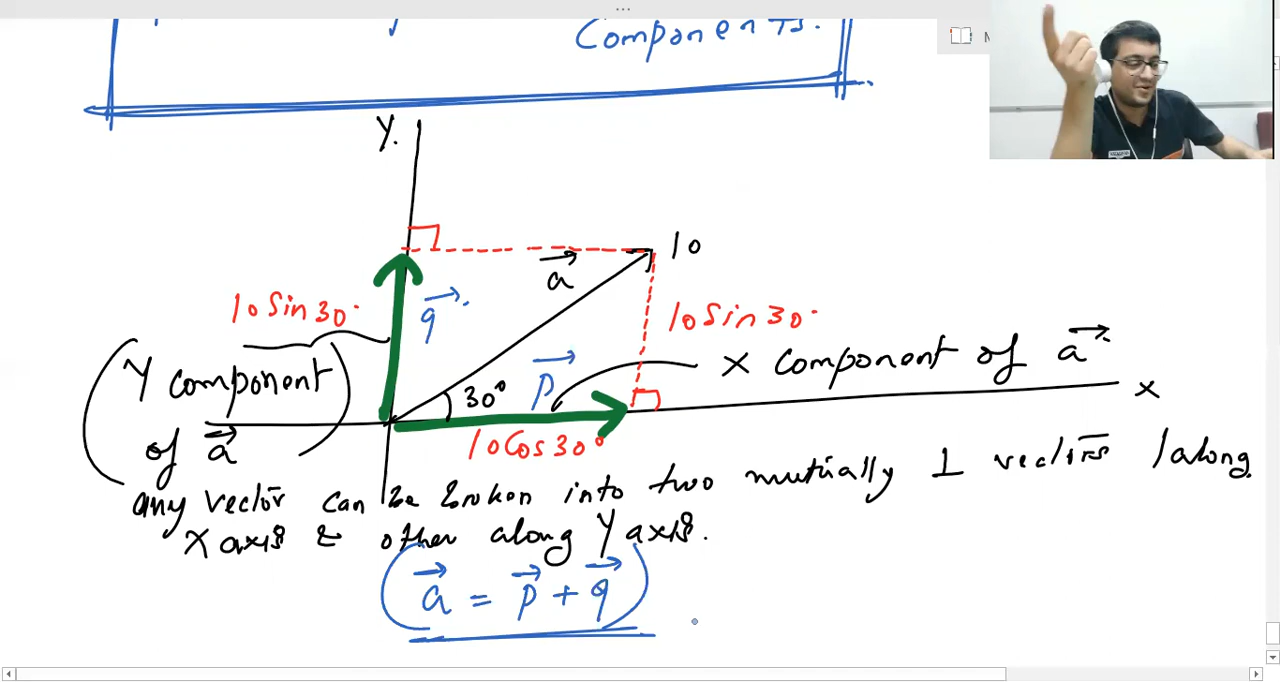 Components.
Y.
10
a
10 Sin 30°
q
10 Sin 30°
Y component
of a
p
30°
X component of a
x
10 Cos 30°
any vector can be broken into two mutially ⊥ vectors 1 along
X axis & other along Y axis.
a = p + q